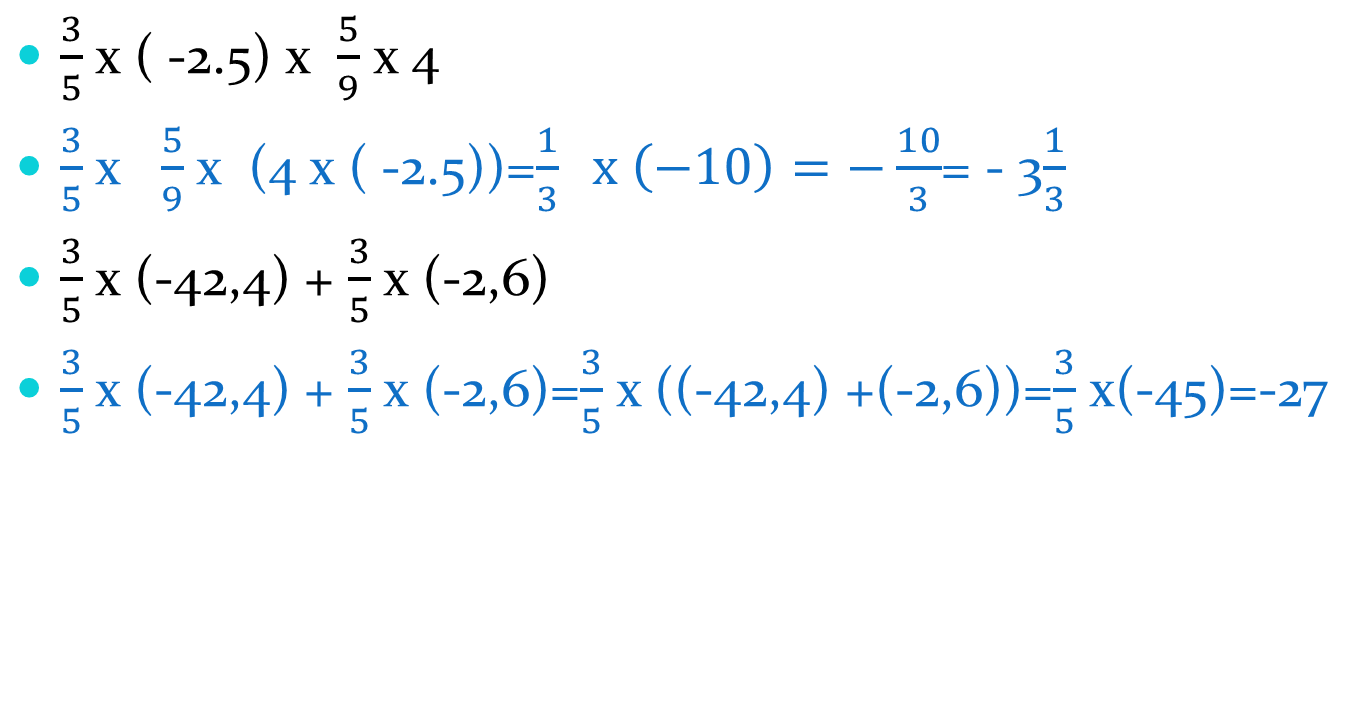 • 3/5 x ( -2.5) x 5/9 x 4
• 3/5 x 5/9 x (4 x ( -2.5))=1/3 x (−10) = − 10/3= - 3 1/3
• 3/5 x (-42,4) + 3/5 x (-2,6)
• 3/5 x (-42,4) + 3/5 x (-2,6)=3/5 x ((-42,4) +(-2,6))=3/5 x(-45)=-27